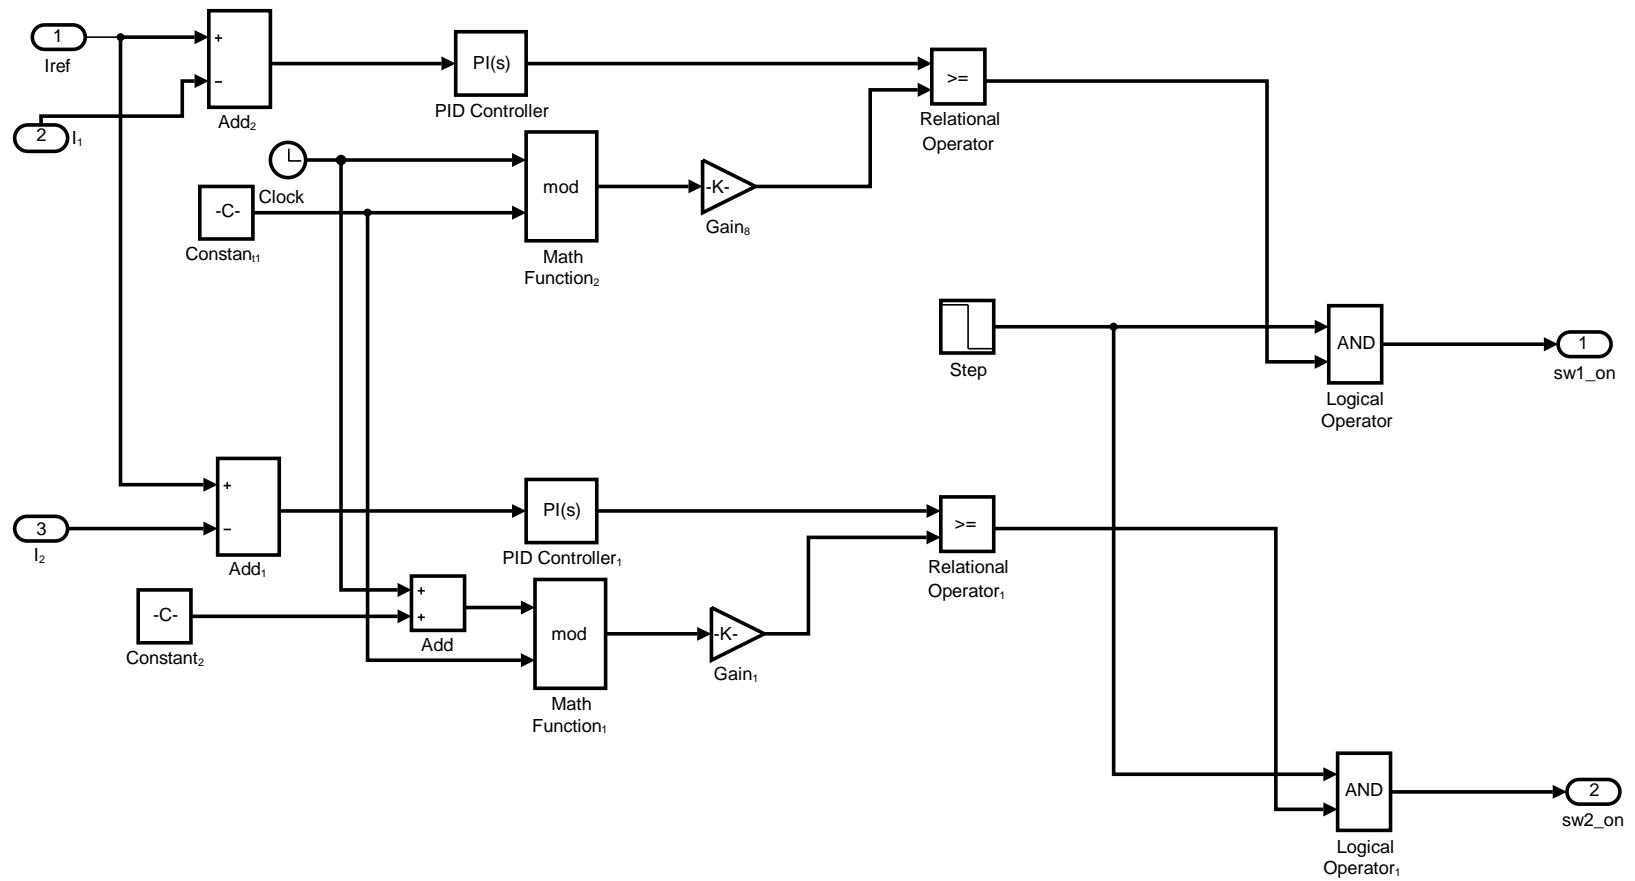 1
Iref
+
−
Add₂
PI(s)
PID Controller
>=
Relational
Operator
2
I₁
Clock
-C-
Constanₜ₁
mod
Math
Function₂
-K-
Gain₈
Step
AND
Logical
Operator
1
sw1_on
+
−
Add₁
3
I₂
PI(s)
PID Controller₁
>=
Relational
Operator₁
-C-
Constant₂
+
+
Add
mod
Math
Function₁
-K-
Gain₁
AND
Logical
Operator₁
2
sw2_on